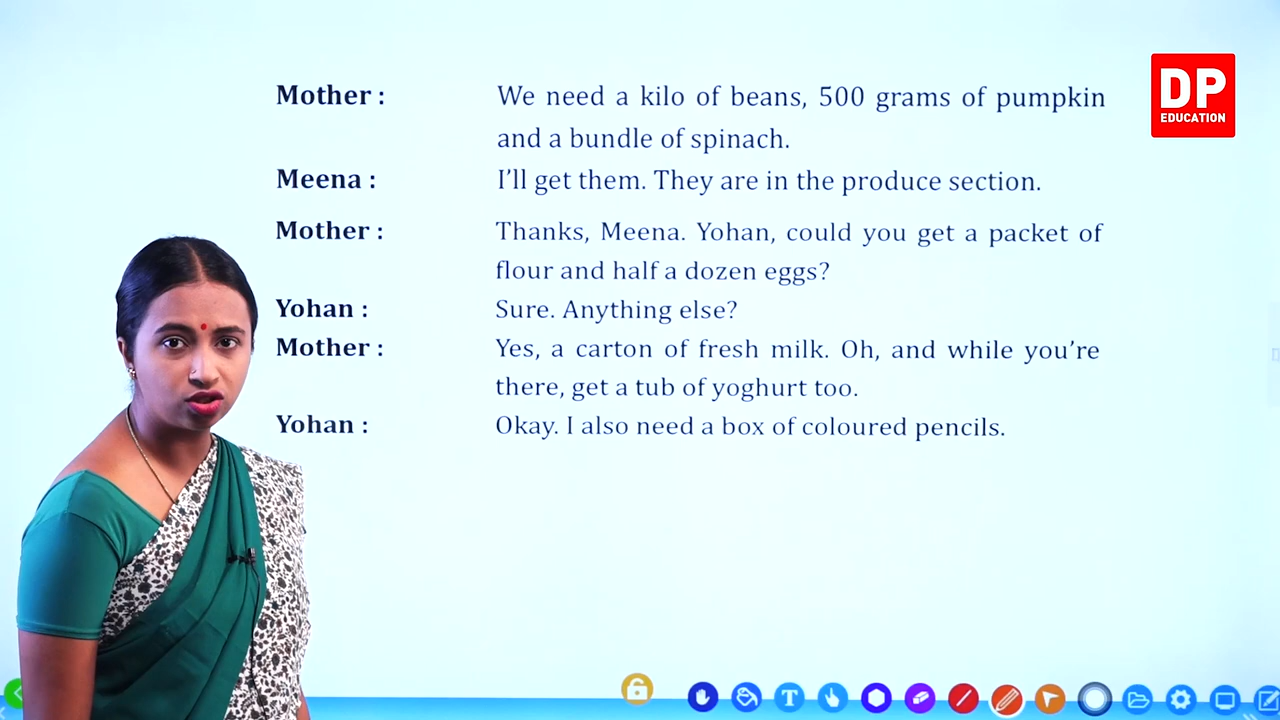 DP
EDUCATION
Mother : We need a kilo of beans, 500 grams of pumpkin
and a bundle of spinach.
Meena : I'll get them. They are in the produce section.
Mother : Thanks, Meena. Yohan, could you get a packet of
flour and half a dozen eggs?
Yohan : Sure. Anything else?
Mother : Yes, a carton of fresh milk. Oh, and while you're
there, get a tub of yoghurt too.
Yohan : Okay. I also need a box of coloured pencils.
T